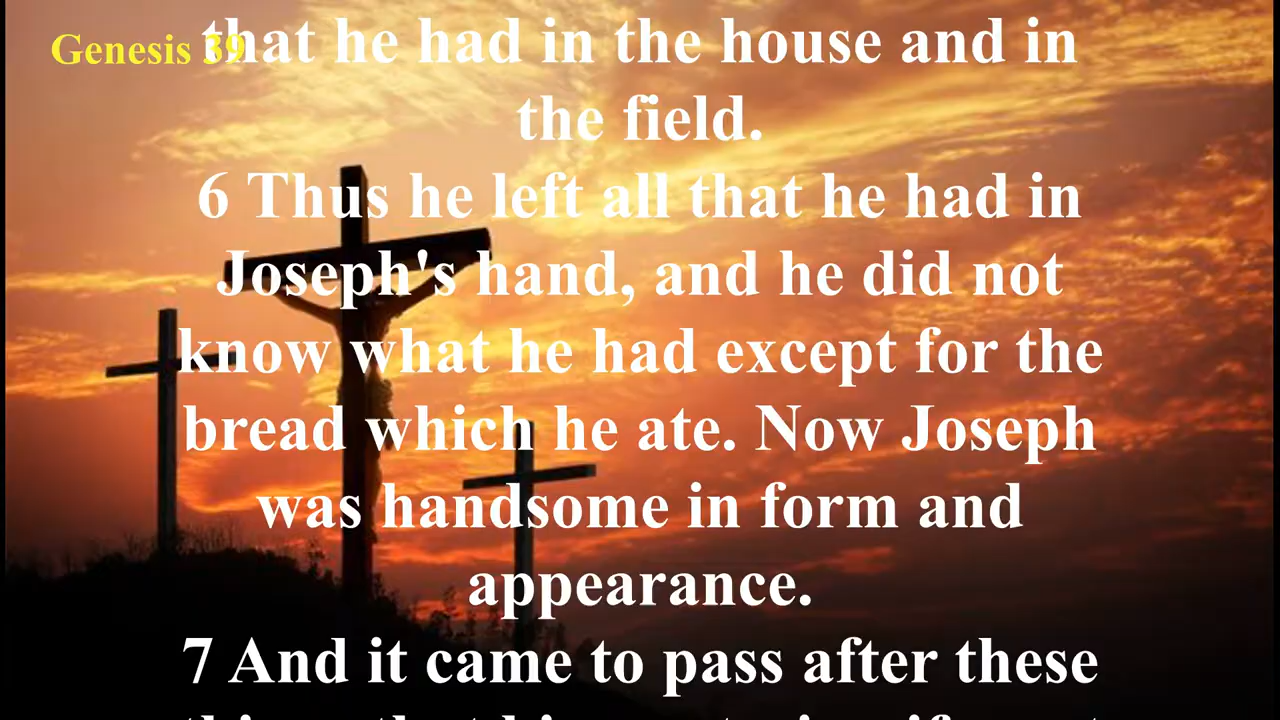 Genesis 39
that he had in the house and in
the field.
6 Thus he left all that he had in
Joseph's hand, and he did not
know what he had except for the
bread which he ate. Now Joseph
was handsome in form and
appearance.
7 And it came to pass after these